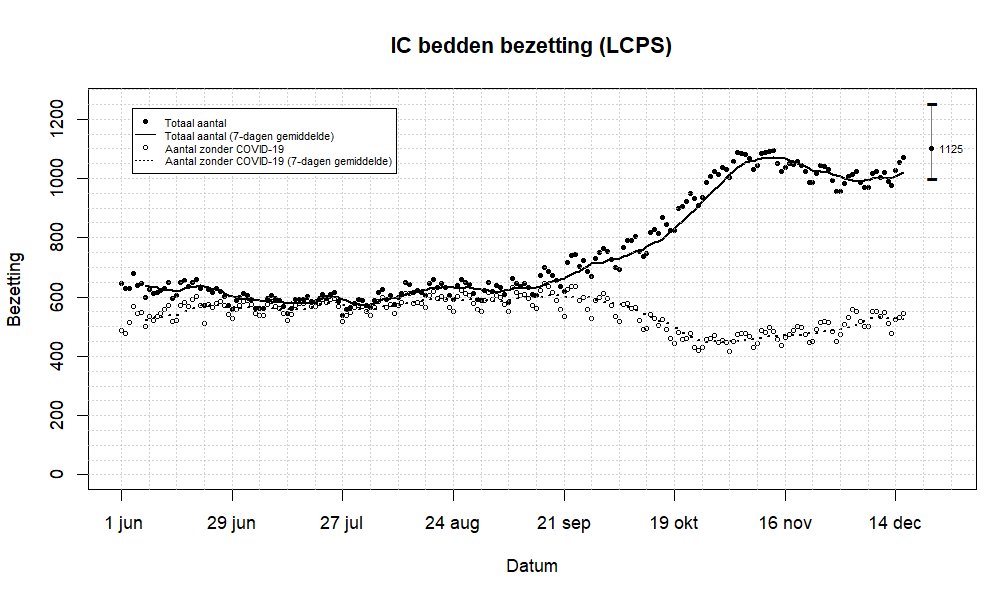 IC bedden bezetting (LCPS)
Totaal aantal
Totaal aantal (7-dagen gemiddelde)
Aantal zonder COVID-19
Aantal zonder COVID-19 (7-dagen gemiddelde)
1125
Bezetting
1200
1000
800
600
400
200
0
1 jun 29 jun 27 jul 24 aug 21 sep 19 okt 16 nov 14 dec
Datum